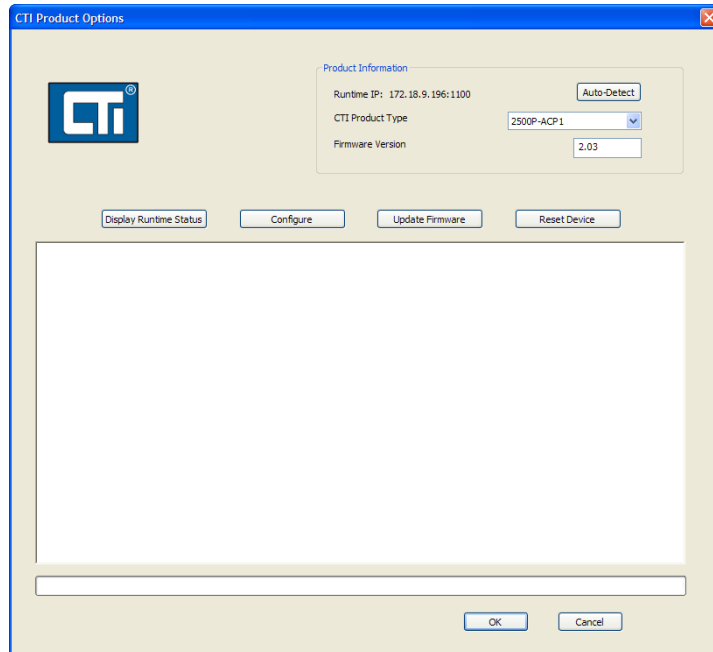 CTI Product Options
CTi®
Product Information
Runtime IP: 172.18.9.196:1100
Auto-Detect
CTI Product Type
2500P-ACP1
Firmware Version
2.03
Display Runtime Status
Configure
Update Firmware
Reset Device
OK
Cancel